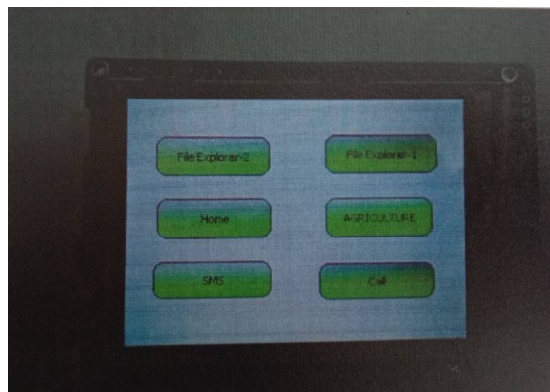 File Explorer-2
File Explorer-1
Home
AGRICULTURE
SMS
Call